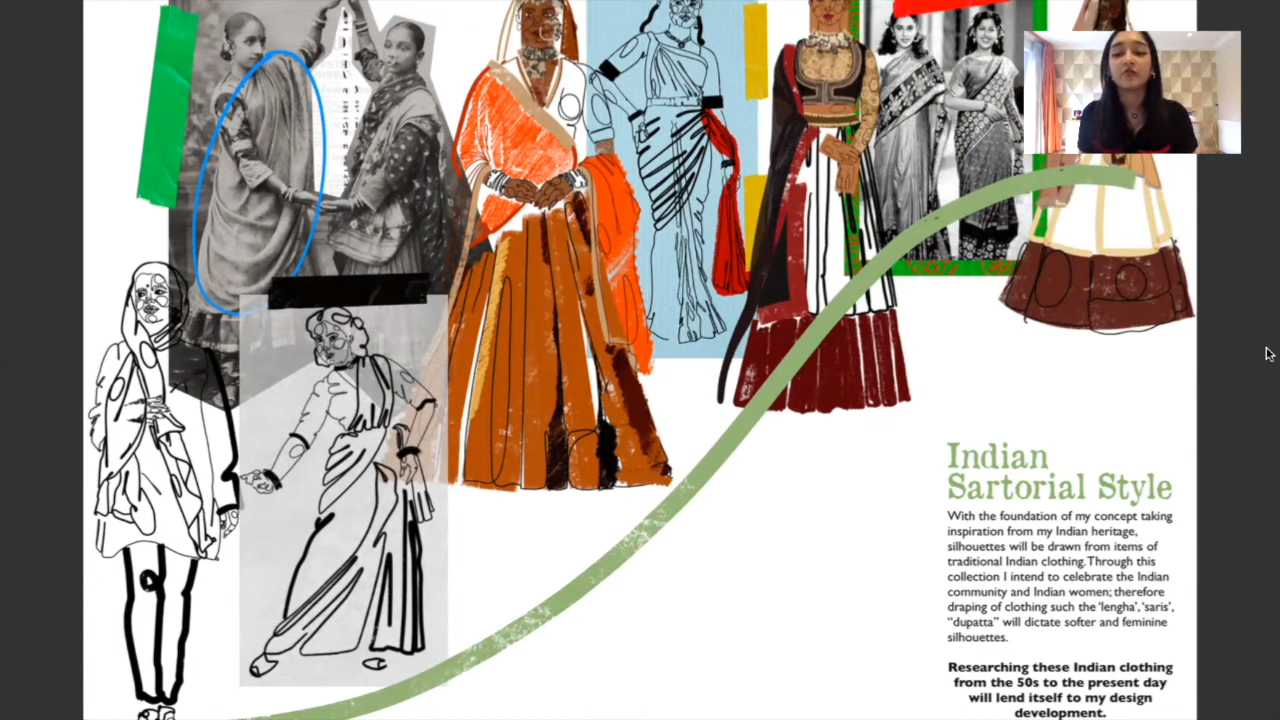 Indian
Sartorial Style
With the foundation of my concept taking
inspiration from my Indian heritage,
silhouettes will be drawn from items of
traditional Indian clothing. Through this
collection I intend to celebrate the Indian
community and Indian women; therefore
draping of clothing such the ‘lengha’, ‘saris’,
“dupatta” will dictate softer and feminine
silhouettes.
Researching these Indian clothing
from the 50s to the present day
will lend itself to my design
development.